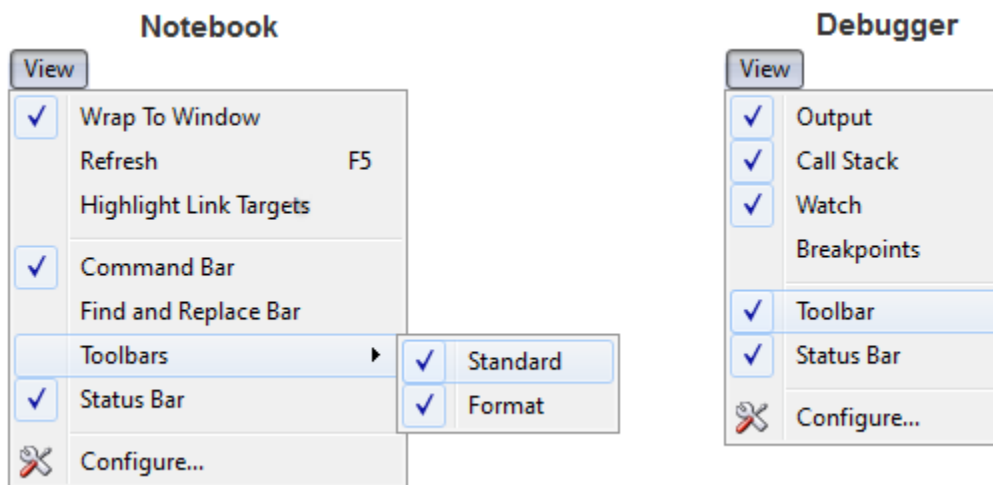 Notebook
View
Wrap To Window
Refresh F5
Highlight Link Targets
Command Bar
Find and Replace Bar
Toolbars
Standard
Format
Status Bar
Configure...
Debugger
View
Output
Call Stack
Watch
Breakpoints
Toolbar
Status Bar
Configure...